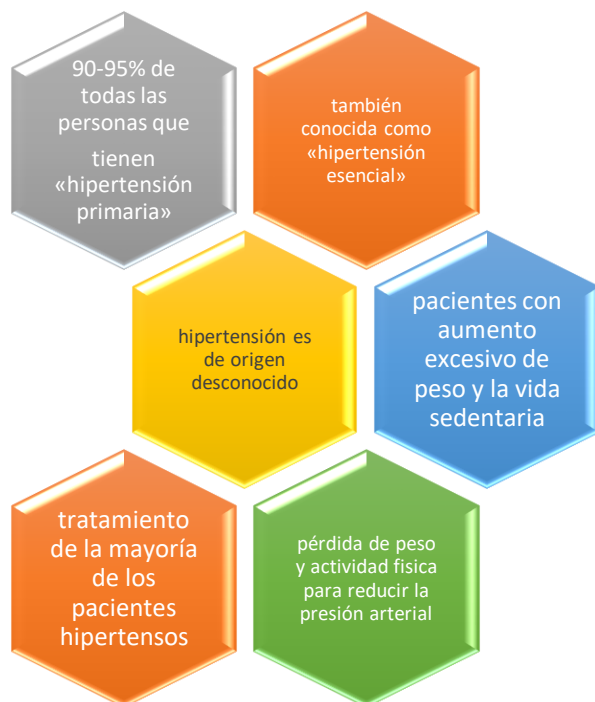 90-95% de
todas las
personas que
tienen
«hipertensión
primaria»
también
conocida como
«hipertensión
esencial»
hipertensión es
de origen
desconocido
pacientes con
aumento
excesivo de
peso y la vida
sedentaria
tratamiento
de la mayoría
de los
pacientes
hipertensos
pérdida de peso
y actividad fisica
para reducir la
presión arterial